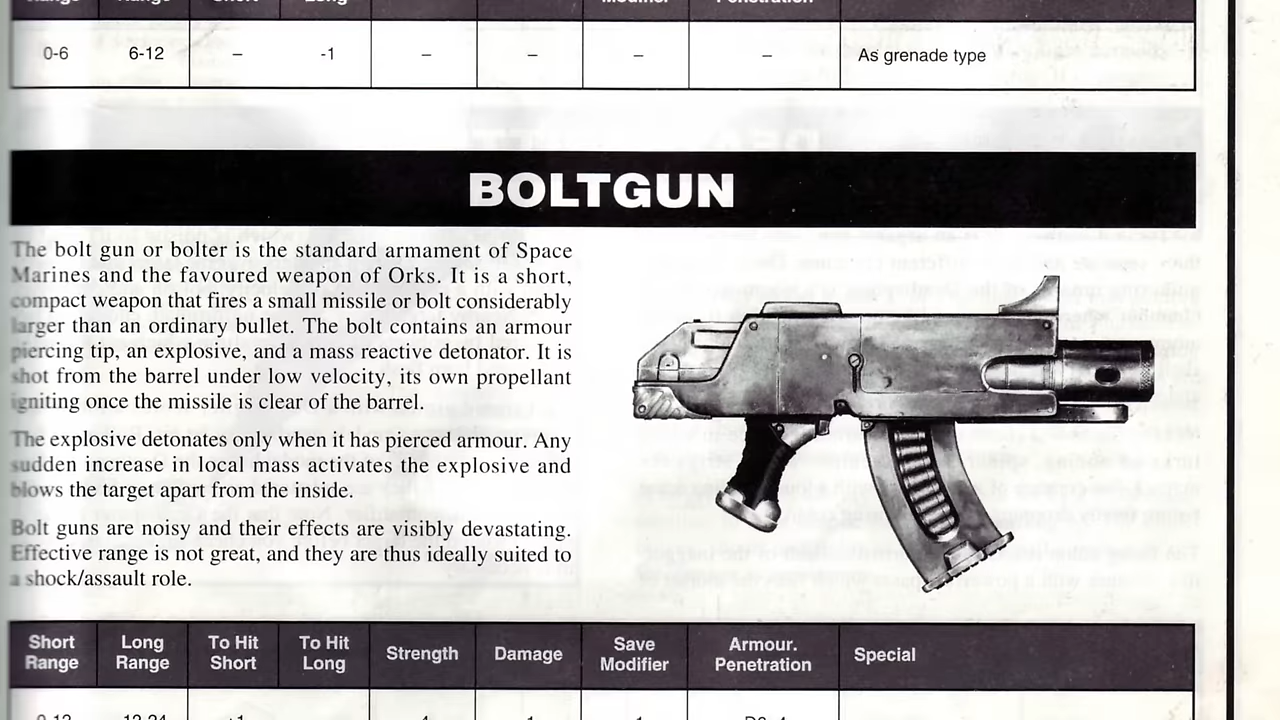 0-6 6-12 – -1 – – – – As grenade type
BOLTGUN
The bolt gun or bolter is the standard armament of Space
Marines and the favoured weapon of Orks. It is a short,
compact weapon that fires a small missile or bolt considerably
larger than an ordinary bullet. The bolt contains an armour
piercing tip, an explosive, and a mass reactive detonator. It is
shot from the barrel under low velocity, its own propellant
igniting once the missile is clear of the barrel.
The explosive detonates only when it has pierced armour. Any
sudden increase in local mass activates the explosive and
blows the target apart from the inside.
Bolt guns are noisy and their effects are visibly devastating.
Effective range is not great, and they are thus ideally suited to
a shock/assault role.
Short Long To Hit To Hit Strength Damage Save Armour. Special
Range Range Short Long Modifier Penetration